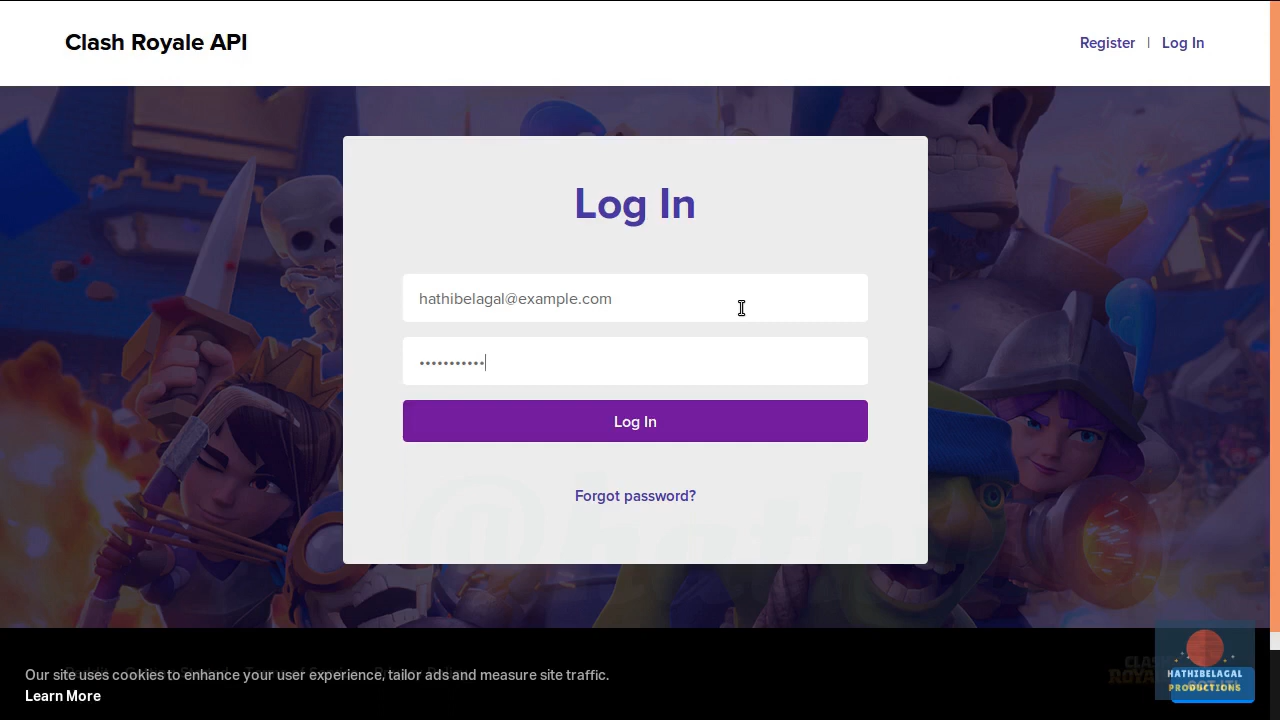 Clash Royale API
Register | Log In
Log In
hathibelagal@example.com
•••••••••••
Log In
Forgot password?
Our site uses cookies to enhance your user experience, tailor ads and measure site traffic.
Learn More
HATHIBELAGAL
PRODUCTIONS